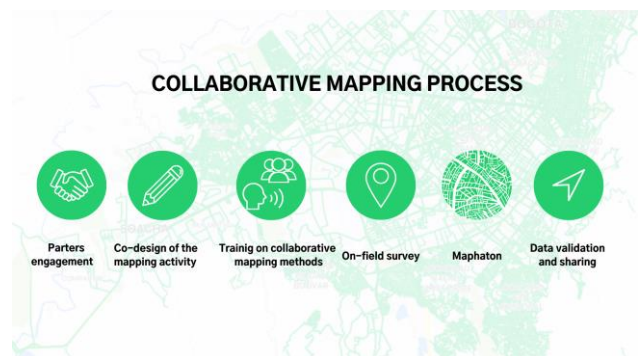 COLLABORATIVE MAPPING PROCESS
Parters
engagement
Co-design of the
mapping activity
Trainig on collaborative
mapping methods
On-field survey
Maphaton
Data validation
and sharing